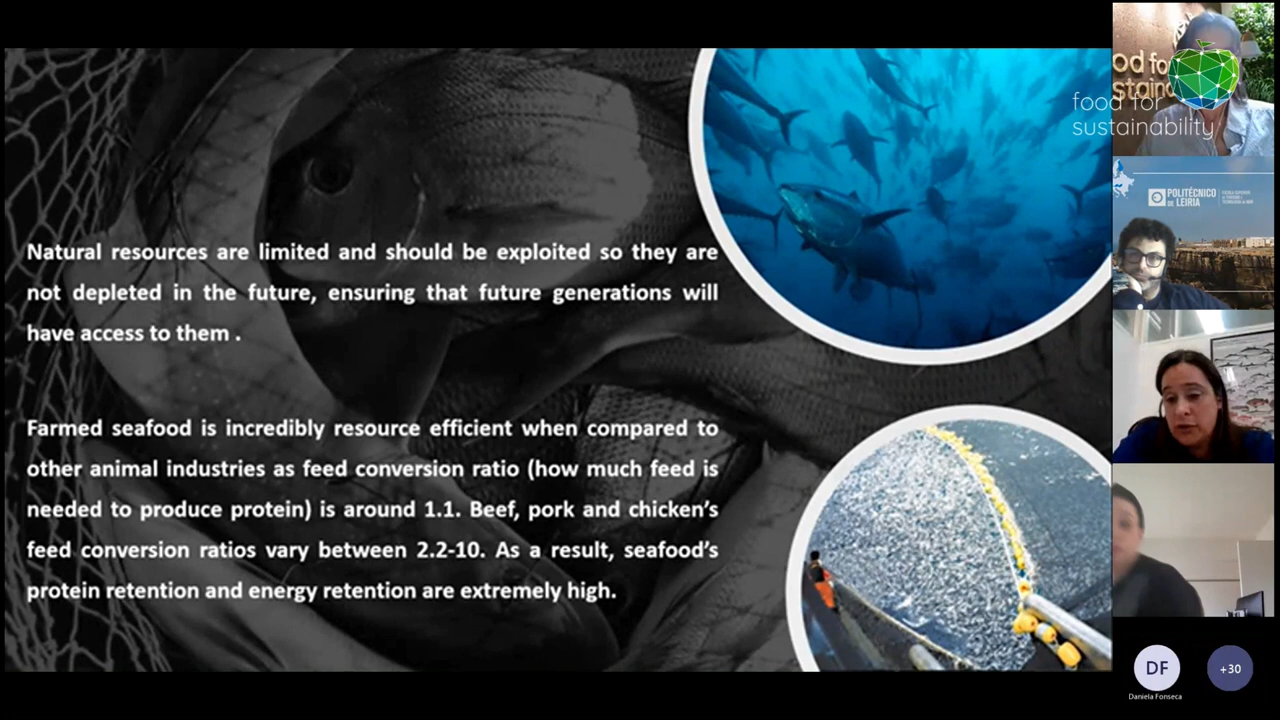 Natural resources are limited and should be exploited so they are
not depleted in the future, ensuring that future generations will
have access to them .
Farmed seafood is incredibly resource efficient when compared to
other animal industries as feed conversion ratio (how much feed is
needed to produce protein) is around 1.1. Beef, pork and chicken's
feed conversion ratios vary between 2.2-10. As a result, seafood's
protein retention and energy retention are extremely high.
food for
sustainability
POLITÉCNICO
DE LEIRIA
DF
Daniela Fonseca
+30